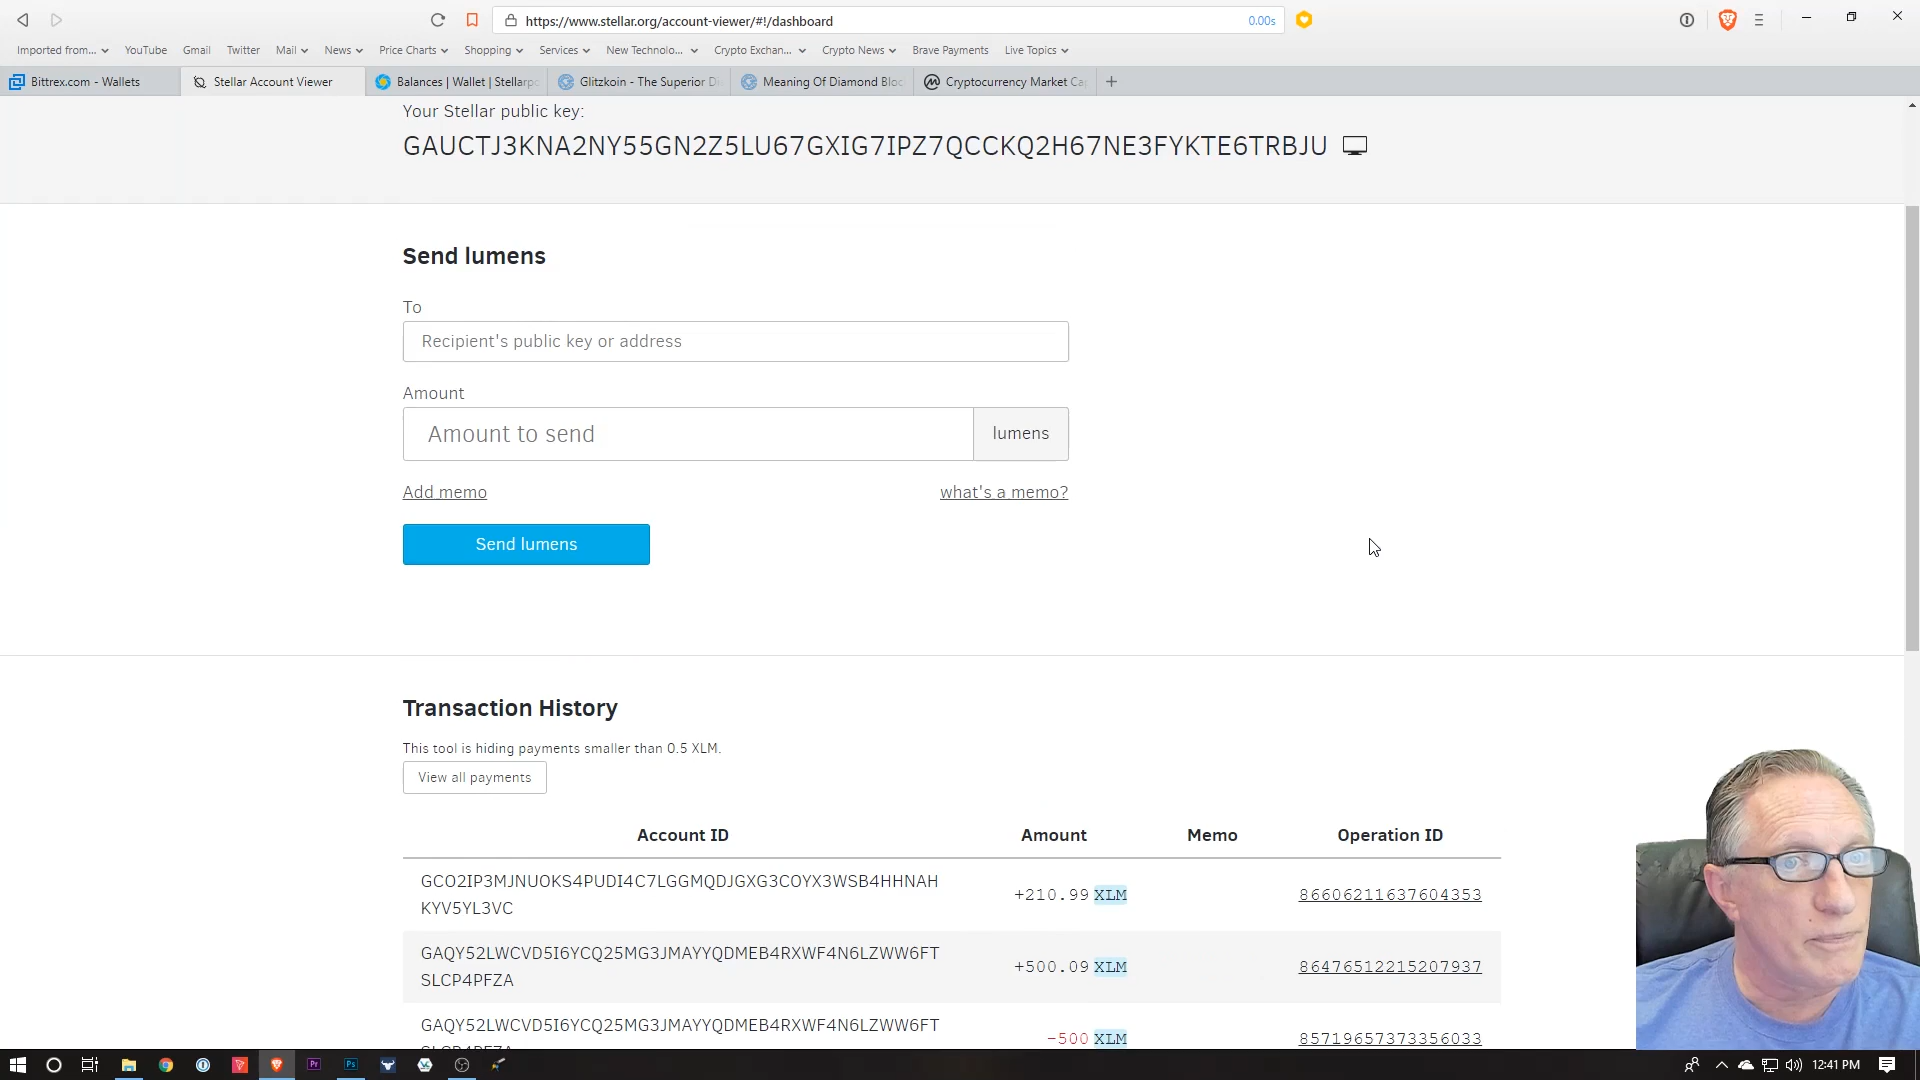 https://www.stellar.org/account-viewer/#!/dashboard
0.00s
Imported from...
YouTube
Gmail
Twitter
Mail
News
Price Charts
Shopping
Services
New Technolo...
Crypto Exchan...
Crypto News
Brave Payments
Live Topics
Bittrex.com - Wallets
Stellar Account Viewer
Balances | Wallet | Stellarpo
Glitzkoin - The Superior Di
Meaning Of Diamond Bloc
Cryptocurrency Market Ca
Your Stellar public key:
GAUCTJ3KNA2NY55GN2Z5LU67GXIG7IPZ7QCCKQ2H67NE3FYKTE6TRBJU
Send lumens
To
Recipient's public key or address
Amount
Amount to send
lumens
Add memo
what's a memo?
Send lumens
Transaction History
This tool is hiding payments smaller than 0.5 XLM.
View all payments
Account ID Amount Memo Operation ID
GCO2IP3MJNUOKS4PUDI4C7LGGMQDJGXG3COYX3WSB4HHNAH
KYV5YL3VC
+210.99 XLM
86606211637604353
GAQY52LWCVD5I6YCQ25MG3JMAYYQDMEB4RXWF4N6LZWW6FT
SLCP4PFZA
+500.09 XLM
86476512215207937
GAQY52LWCVD5I6YCQ25MG3JMAYYQDMEB4RXWF4N6LZWW6FT
SLCP4PFZA
-500 XLM
85719657373356033
Pr
Ps
12:41 PM